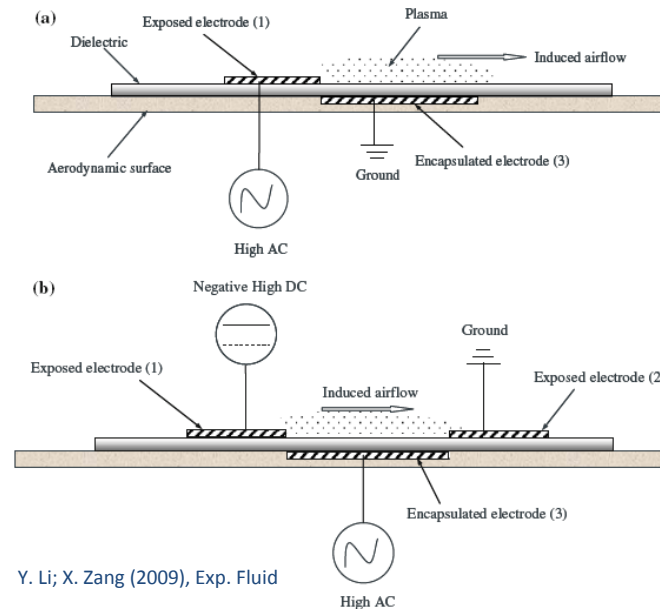 (a)
Exposed electrode (1)
Plasma
Dielectric
Induced airflow
Aerodynamic surface
Ground
Encapsulated electrode (3)
High AC
(b)
Negative High DC
Ground
Exposed electrode (1)
Induced airflow
Exposed electrode (2
Encapsulated electrode (3)
Y. Li; X. Zang (2009), Exp. Fluid
High AC